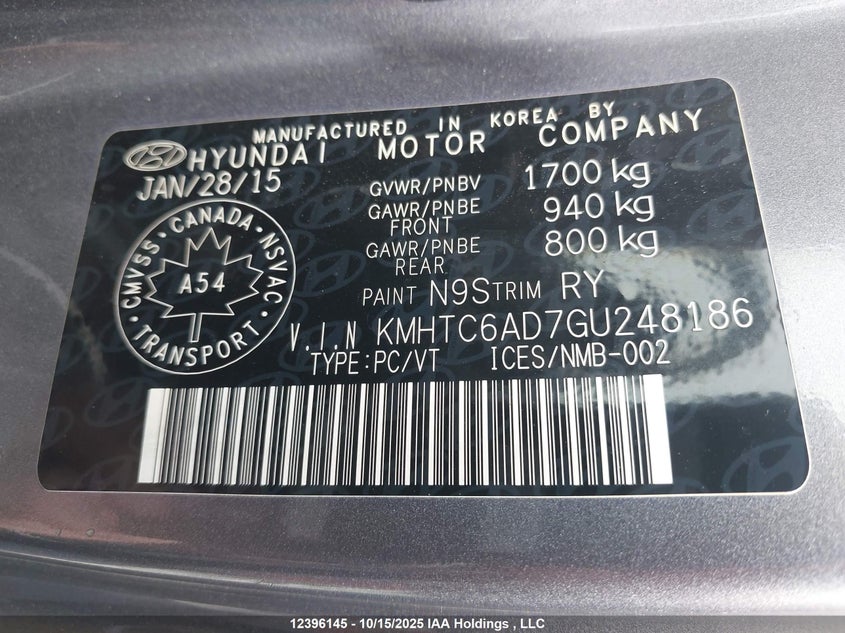 MANUFACTURED IN KOREA BY
HYUNDAI MOTOR COMPANY
JAN/28/15
GVWR/PNBV 1700 kg
GAWR/PNBE FRONT 940 kg
GAWR/PNBE REAR 800 kg
CMVSS · CANADA · NSVAC
A54
TRANSPORT
PAINT N9S TRIM RY
V.I.N KMHTC6AD7GU248186
TYPE:PC/VT ICES/NMB-002
12396145 - 10/15/2025 IAA Holdings , LLC